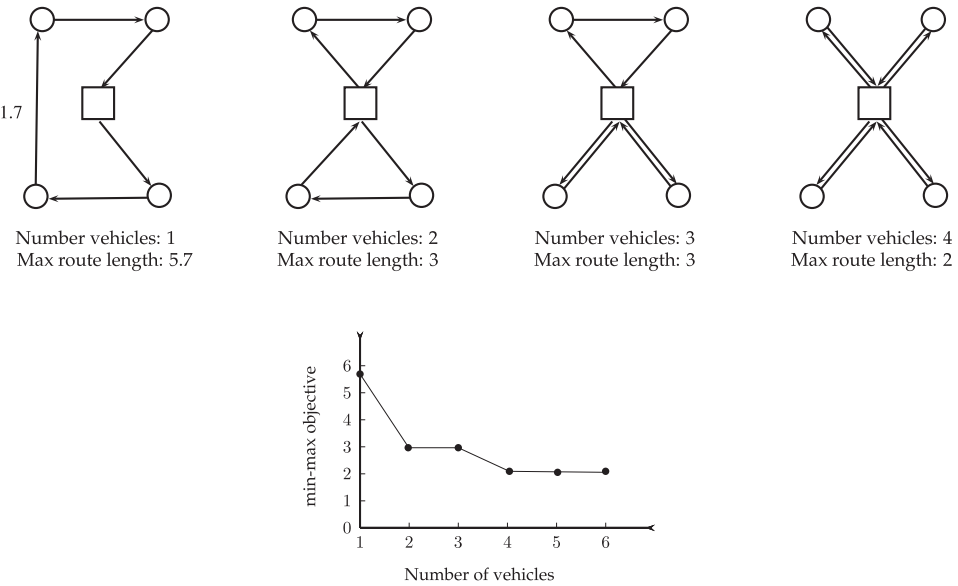 1.7
Number vehicles: 1
Max route length: 5.7
Number vehicles: 2
Max route length: 3
Number vehicles: 3
Max route length: 3
Number vehicles: 4
Max route length: 2
min-max objective
6
5
4
3
2
1
0
1 2 3 4 5 6
Number of vehicles